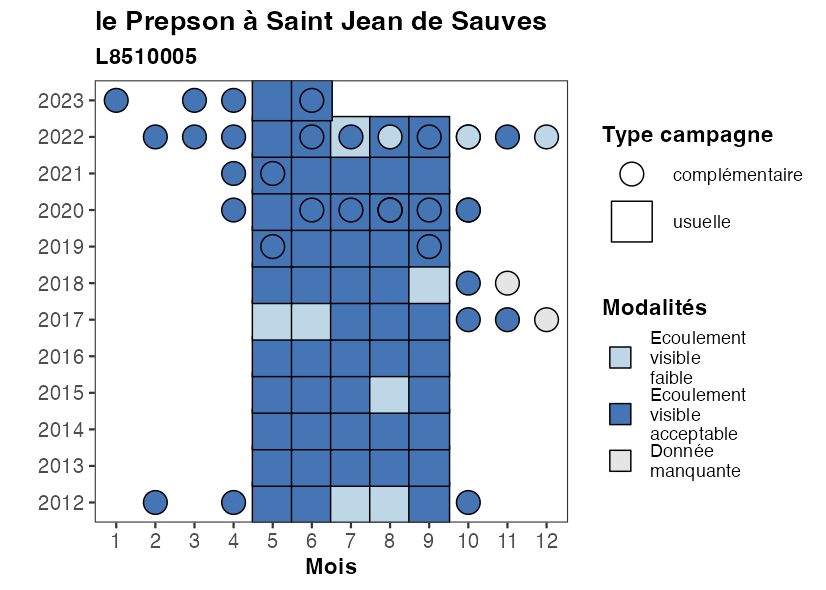 le Prepson à Saint Jean de Sauves
L8510005
2023
2022
2021
2020
2019
2018
2017
2016
2015
2014
2013
2012
1 2 3 4 5 6 7 8 9 10 11 12
Mois
Type campagne
complémentaire
usuelle
Modalités
Ecoulement
visible
faible
Ecoulement
visible
acceptable
Donnée
manquante